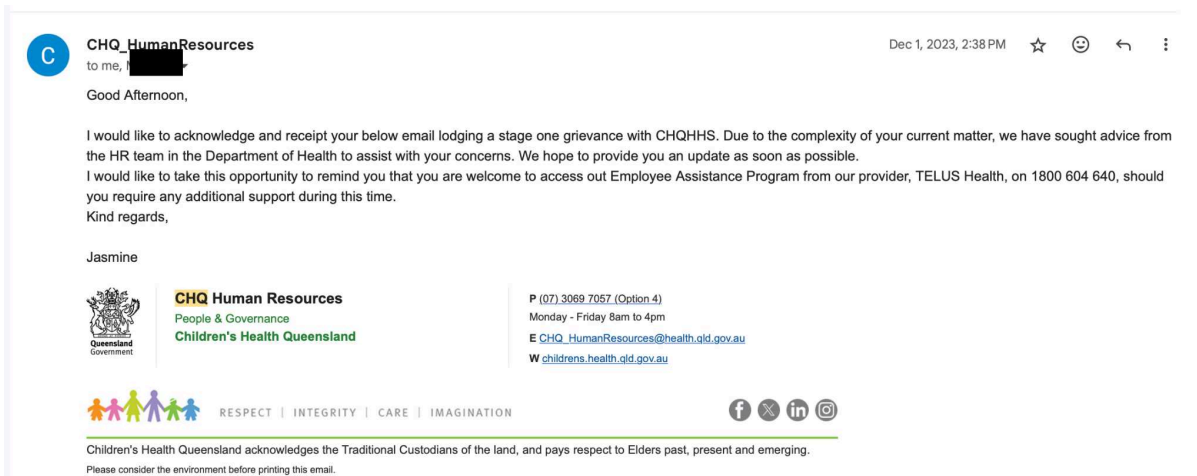 C
CHQ_HumanResources
Dec 1, 2023, 2:38 PM
to me,
Good Afternoon,
I would like to acknowledge and receipt your below email lodging a stage one grievance with CHQHHS. Due to the complexity of your current matter, we have sought advice from
the HR team in the Department of Health to assist with your concerns. We hope to provide you an update as soon as possible.
I would like to take this opportunity to remind you that you are welcome to access out Employee Assistance Program from our provider, TELUS Health, on 1800 604 640, should
you require any additional support during this time.
Kind regards,
Jasmine
Queensland
Government
CHQ Human Resources
People & Governance
Children's Health Queensland
P (07) 3069 7057 (Option 4)
Monday - Friday 8am to 4pm
E CHQ_HumanResources@health.qld.gov.au
W childrens.health.qld.gov.au
RESPECT | INTEGRITY | CARE | IMAGINATION
Children's Health Queensland acknowledges the Traditional Custodians of the land, and pays respect to Elders past, present and emerging.
Please consider the environment before printing this email.